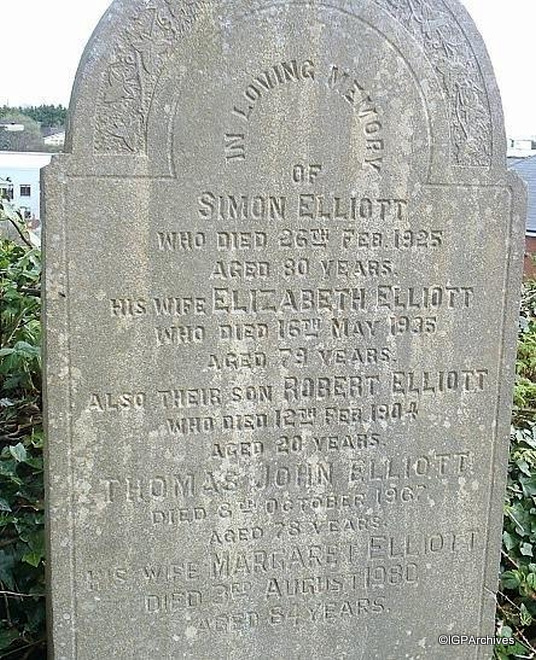 IN LOVING MEMORY
OF
SIMON ELLIOTT
WHO DIED 26TH FEB. 1925
AGED 80 YEARS.
HIS WIFE ELIZABETH ELLIOTT
WHO DIED 16TH MAY 1935
AGED 79 YEARS.
ALSO THEIR SON ROBERT ELLIOTT
WHO DIED 12TH FEB. 1904
AGED 20 YEARS.
THOMAS JOHN ELLIOTT
DIED 8TH OCTOBER 1967
AGED 78 YEARS.
HIS WIFE MARGARET ELLIOTT
DIED 3RD AUGUST 1980
AGED 84 YEARS.
©IGPArchives